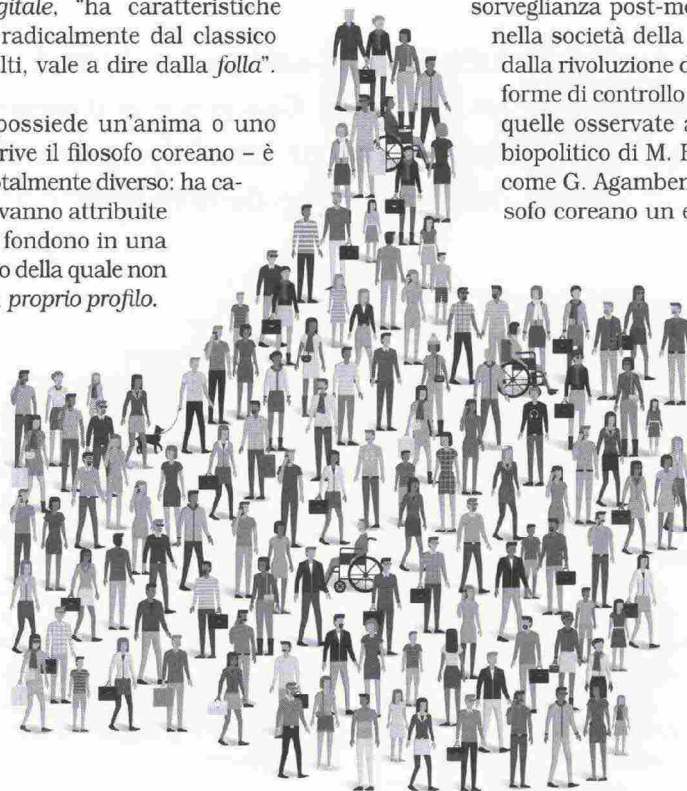 gitale, “ha caratteristiche
radicalmente dal classico
lti, vale a dire dalla folla”.
possiede un’anima o uno
rive il filosofo coreano – è
otalmente diverso: ha ca-
vanno attribuite
fondono in una
o della quale non
proprio profilo.
sorveglianza post-mo
nella società della
dalla rivoluzione d
forme di controllo
quelle osservate a
biopolitico di M. F
come G. Agamben
sofo coreano un e